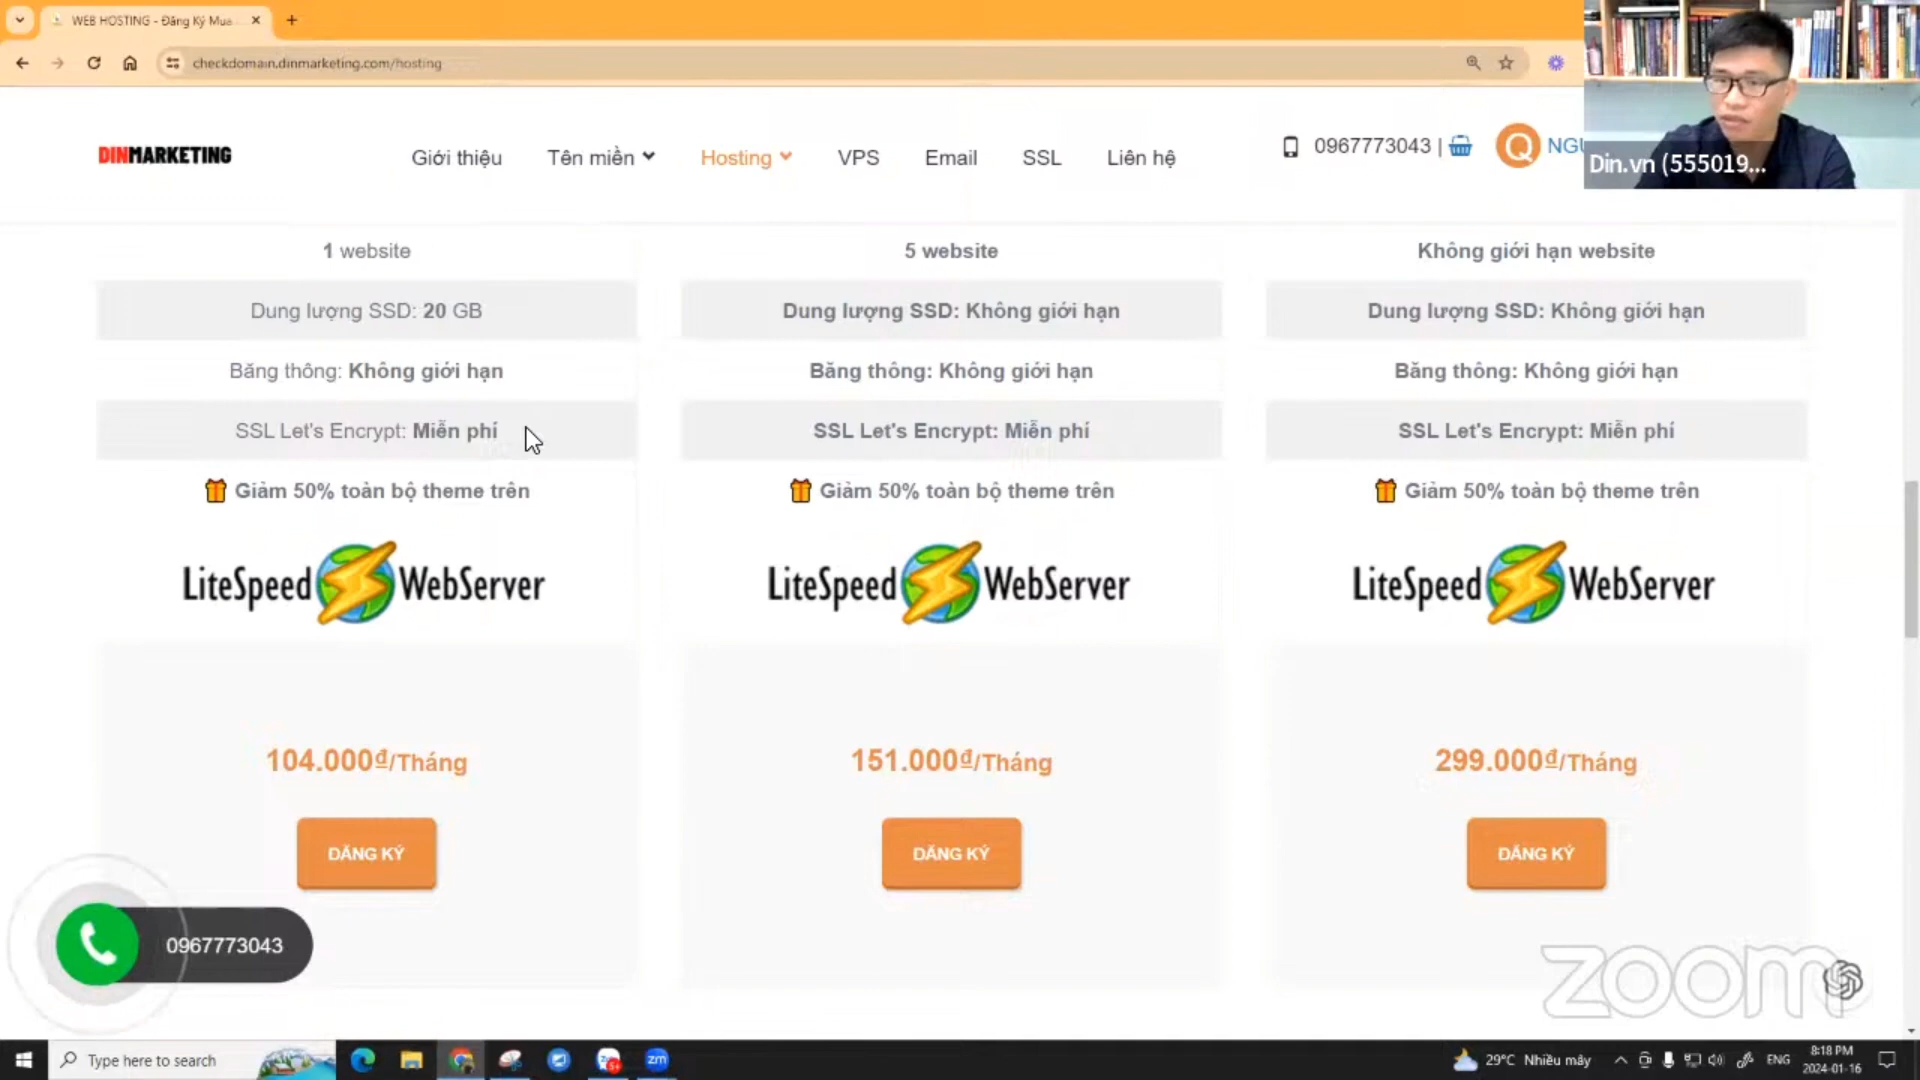 WEB HOSTING - Đăng Ký Mua
checkdomain.dinmarketing.com/hosting
DINMARKETING
Giới thiệu
Tên miền
Hosting
VPS
Email
SSL
Liên hệ
0967773043 |
Q
NGU
Din.vn (555019...
1 website
Dung lượng SSD: 20 GB
Băng thông: Không giới hạn
SSL Let's Encrypt: Miễn phí
Giảm 50% toàn bộ theme trên
LiteSpeed WebServer
104.000đ/Tháng
ĐĂNG KÝ
5 website
Dung lượng SSD: Không giới hạn
Băng thông: Không giới hạn
SSL Let's Encrypt: Miễn phí
Giảm 50% toàn bộ theme trên
LiteSpeed WebServer
151.000đ/Tháng
ĐĂNG KÝ
Không giới hạn website
Dung lượng SSD: Không giới hạn
Băng thông: Không giới hạn
SSL Let's Encrypt: Miễn phí
Giảm 50% toàn bộ theme trên
LiteSpeed WebServer
299.000đ/Tháng
ĐĂNG KÝ
0967773043
zoom
Type here to search
zm
29°C Nhiều mây
ENG
8:18 PM
2024-01-16